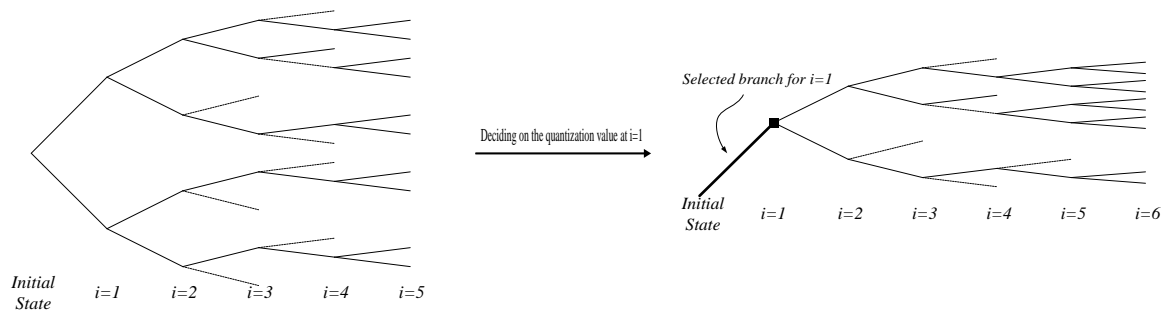 Selected branch for i=1
Deciding on the quantization value at i=1
Initial
State
i=1
i=2
i=3
i=4
i=5
Initial
State
i=1
i=2
i=3
i=4
i=5
i=6